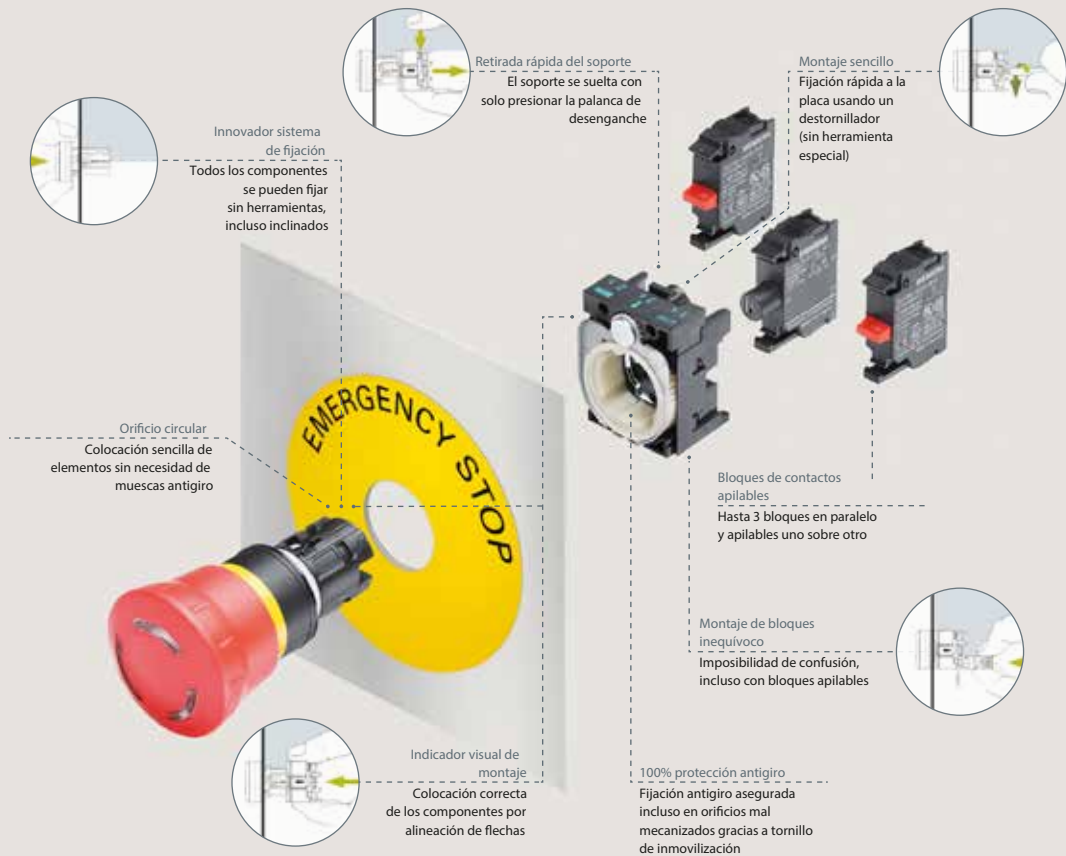 Retirada rápida del soporte
El soporte se suelta con
solo presionar la palanca de
desenganche
Montaje sencillo
Fijación rápida a la
placa usando un
destornillador
(sin herramienta
especial)
Innovador sistema
de fijación
Todos los componentes
se pueden fijar
sin herramientas,
incluso inclinados
Orificio circular
Colocación sencilla de
elementos sin necesidad de
muescas antigiro
EMERGENCY STOP
Bloques de contactos
apilables
Hasta 3 bloques en paralelo
y apilables uno sobre otro
Montaje de bloques
inequívoco
Imposibilidad de confusión,
incluso con bloques apilables
Indicador visual de
montaje
Colocación correcta
de los componentes por
alineación de flechas
100% protección antigiro
Fijación antigiro asegurada
incluso en orificios mal
mecanizados gracias a tornillo
de inmovilización